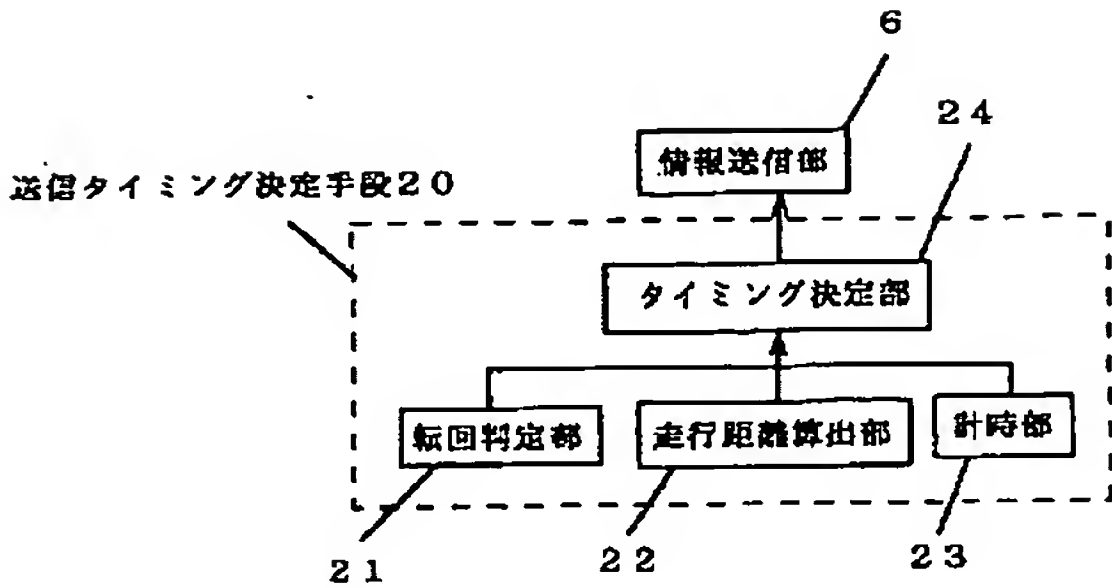 6
24
情報送信部
送信タイミング決定手段20
タイミング決定部
転回判定部
走行距離算出部
計時部
21
22
23